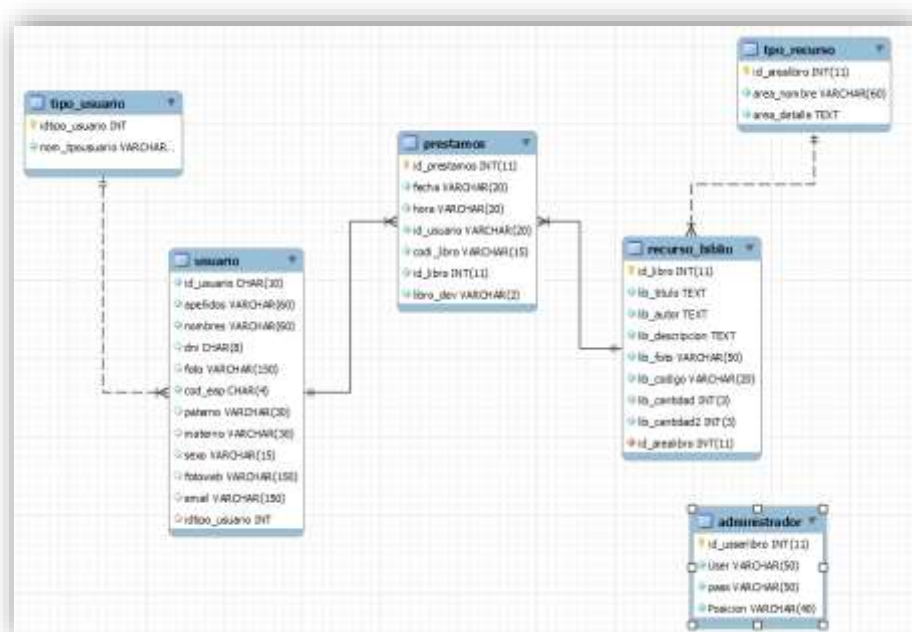 tipo_usuario
idtipo_usuario INT
nom_tipousuario VARCHAR...
usuario
id_usuario CHAR(10)
apellidos VARCHAR(60)
nombres VARCHAR(60)
dni CHAR(8)
foto VARCHAR(150)
cod_esp CHAR(4)
paterno VARCHAR(30)
materno VARCHAR(30)
sexo VARCHAR(15)
fotoweb VARCHAR(150)
email VARCHAR(150)
idtipo_usuario INT
prestamos
id_prestamos INT(11)
fecha VARCHAR(20)
hora VARCHAR(20)
id_usuario VARCHAR(20)
codi_libro VARCHAR(15)
id_libro INT(11)
libro_dev VARCHAR(2)
tpo_recurso
id_arealibro INT(11)
area_nombre VARCHAR(60)
area_detalle TEXT
recurso_biblio
id_libro INT(11)
lib_titulo TEXT
lib_autor TEXT
lib_descripcion TEXT
lib_foto VARCHAR(50)
lib_codigo VARCHAR(20)
lib_cantidad INT(3)
lib_cantidad2 INT(3)
id_arealibro INT(11)
administrador
id_userlibro INT(11)
User VARCHAR(50)
pass VARCHAR(50)
Posicion VARCHAR(40)